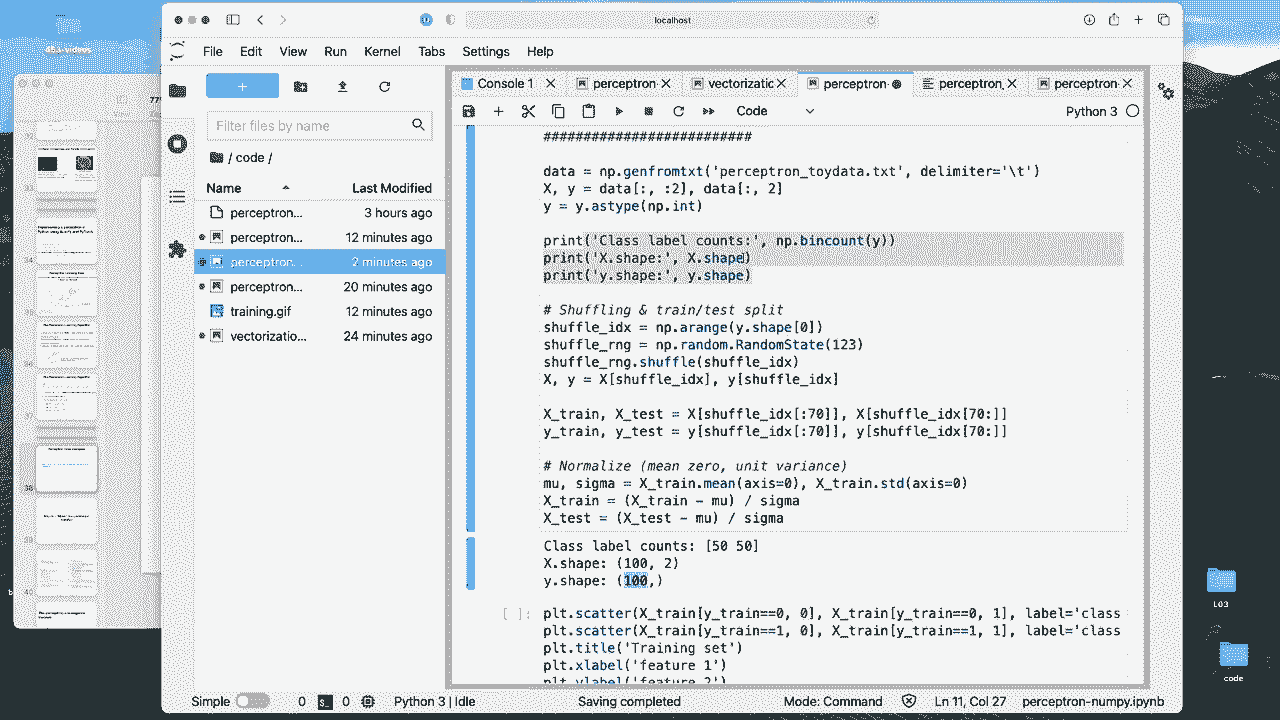 localhost
File Edit View Run Kernel Tabs Settings Help
Console 1 perceptron- vectorizatic perceptron- perceptron_ perceptron-
Code Python 3
Filter files by name
/ code /
Name Last Modified
perceptron... 3 hours ago
perceptron... 12 minutes ago
perceptron... 2 minutes ago
perceptron... 20 minutes ago
training.gif 12 minutes ago
vectorizatio... 24 minutes ago
########################
data = np.genfromtxt('perceptron_toydata.txt', delimiter='\t')
X, y = data[:, :2], data[:, 2]
y = y.astype(np.int)
print('Class label counts:', np.bincount(y))
print('X.shape:', X.shape)
print('y.shape:', y.shape)
# Shuffling & train/test split
shuffle_idx = np.arange(y.shape[0])
shuffle_rng = np.random.RandomState(123)
shuffle_rng.shuffle(shuffle_idx)
X, y = X[shuffle_idx], y[shuffle_idx]
X_train, X_test = X[shuffle_idx[:70]], X[shuffle_idx[70:]]
y_train, y_test = y[shuffle_idx[:70]], y[shuffle_idx[70:]]
# Normalize (mean zero, unit variance)
mu, sigma = X_train.mean(axis=0), X_train.std(axis=0)
X_train = (X_train - mu) / sigma
X_test = (X_test - mu) / sigma
Class label counts: [50 50]
X.shape: (100, 2)
y.shape: (100,)
[ ]: plt.scatter(X_train[y_train==0, 0], X_train[y_train==0, 1], label='class
plt.scatter(X_train[y_train==1, 0], X_train[y_train==1, 1], label='class
plt.title('Training set')
plt.xlabel('feature 1')
plt.ylabel('feature 2')
Simple 0 0 Python 3 | Idle Saving completed Mode: Command Ln 11, Col 27 perceptron-numpy.ipynb
L03
code